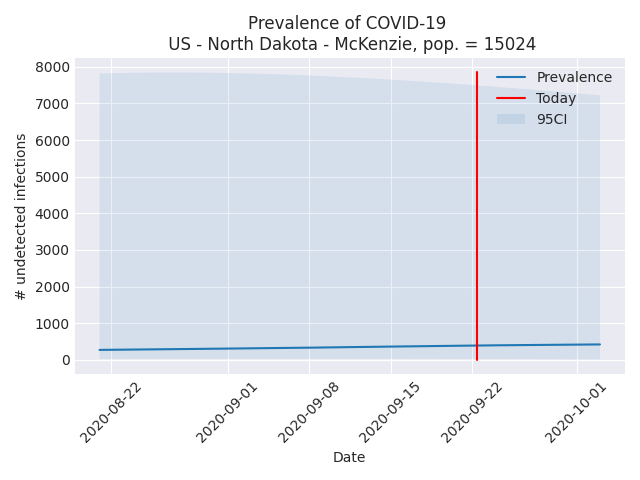 Prevalence of COVID-19
US - North Dakota - McKenzie, pop. = 15024
8000
7000
6000
5000
4000
3000
2000
1000
0
# undetected infections
Prevalence
Today
95CI
2020-08-22
2020-09-01
2020-09-08
2020-09-15
2020-09-22
2020-10-01
Date